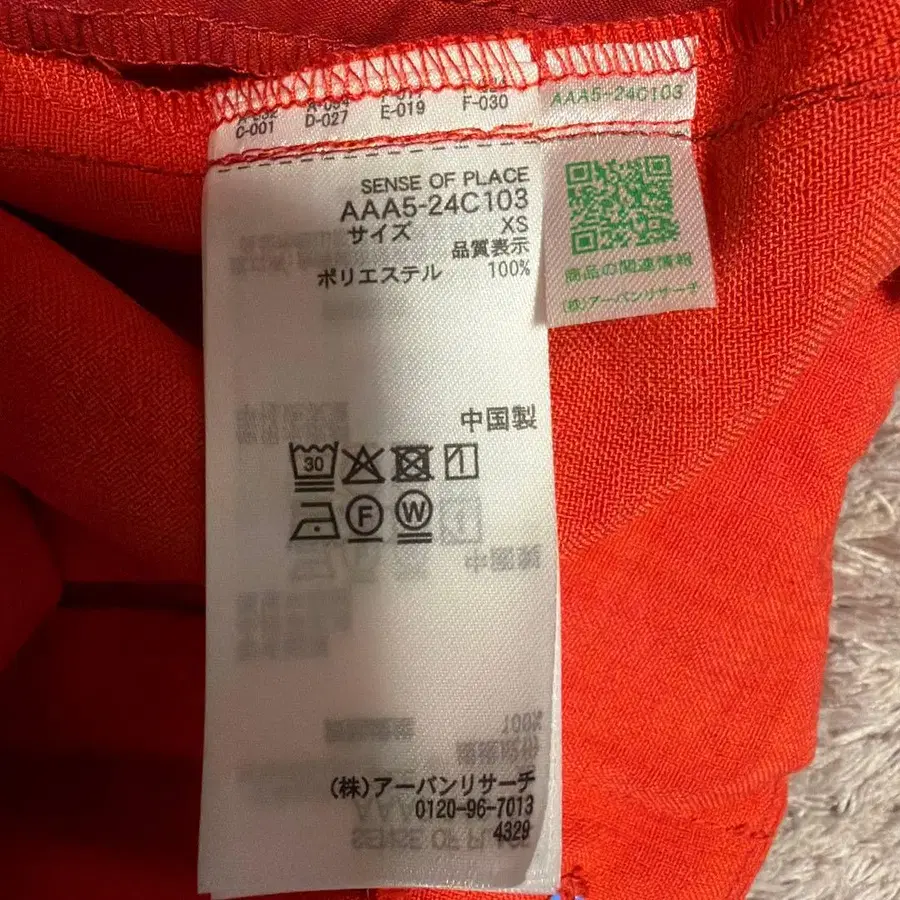 C-001 D-027 E-019 F-030
SENSE OF PLACE
AAA5-24C103
サイズ XS
品質表示
ポリエステル 100%
中国製
30
F W
(株)アーバンリサーチ
0120-96-7013
4329
AAA5-24C103
商品の関連情報
(株)アーバンリサーチ